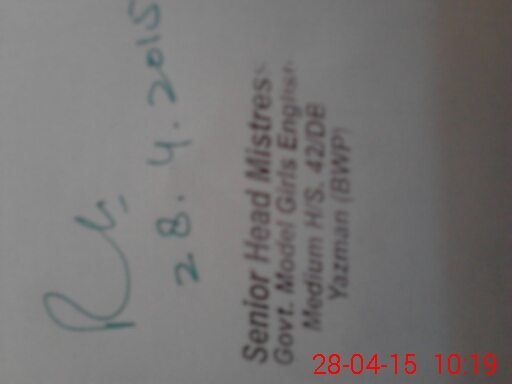 28.4.2015
Senior Head Mistress
Govt. Model Girls English
Medium H/S. 42/DB
Yazman (BWP)
28-04-15 10:19